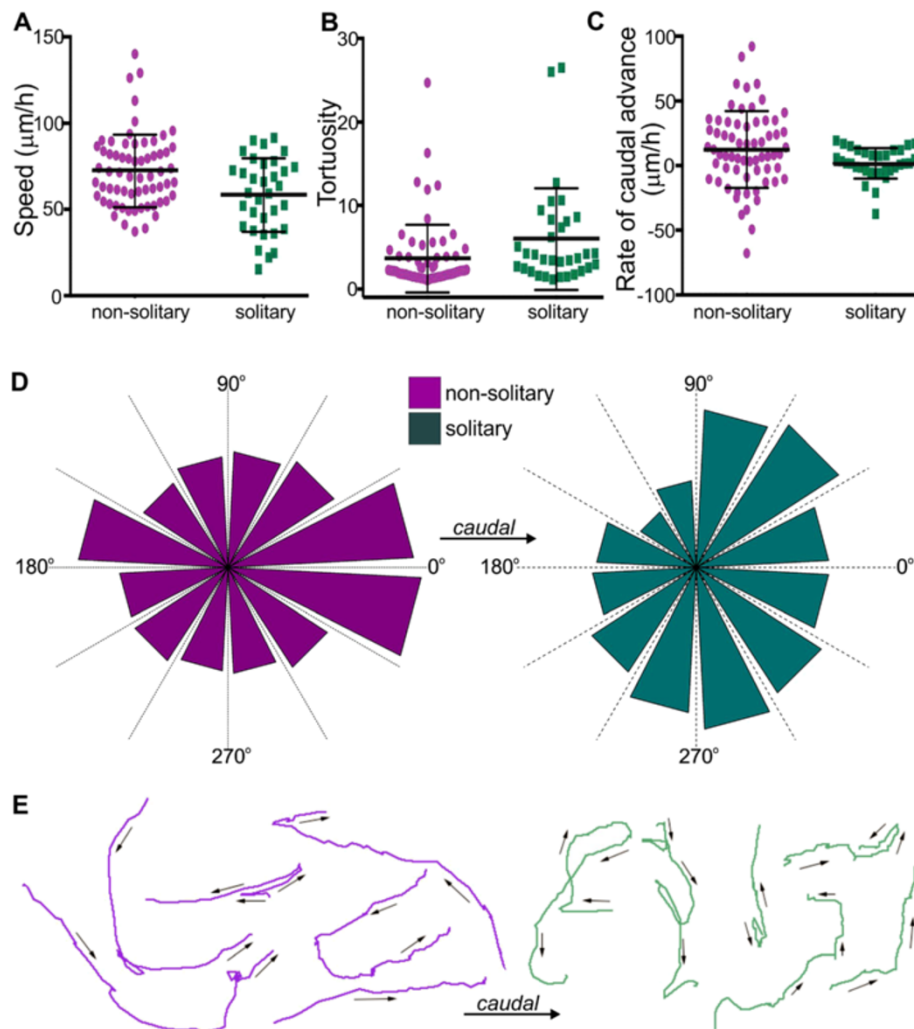 A
Speed (μm/h)
150
100
50
0
non-solitary
solitary
B
Tortuosity
30
20
10
0
non-solitary
solitary
C
Rate of caudal advance
(μm/h)
100
50
0
-50
-100
non-solitary
solitary
D
non-solitary
solitary
90°
180°
0°
270°
caudal
90°
180°
0°
270°
E
caudal